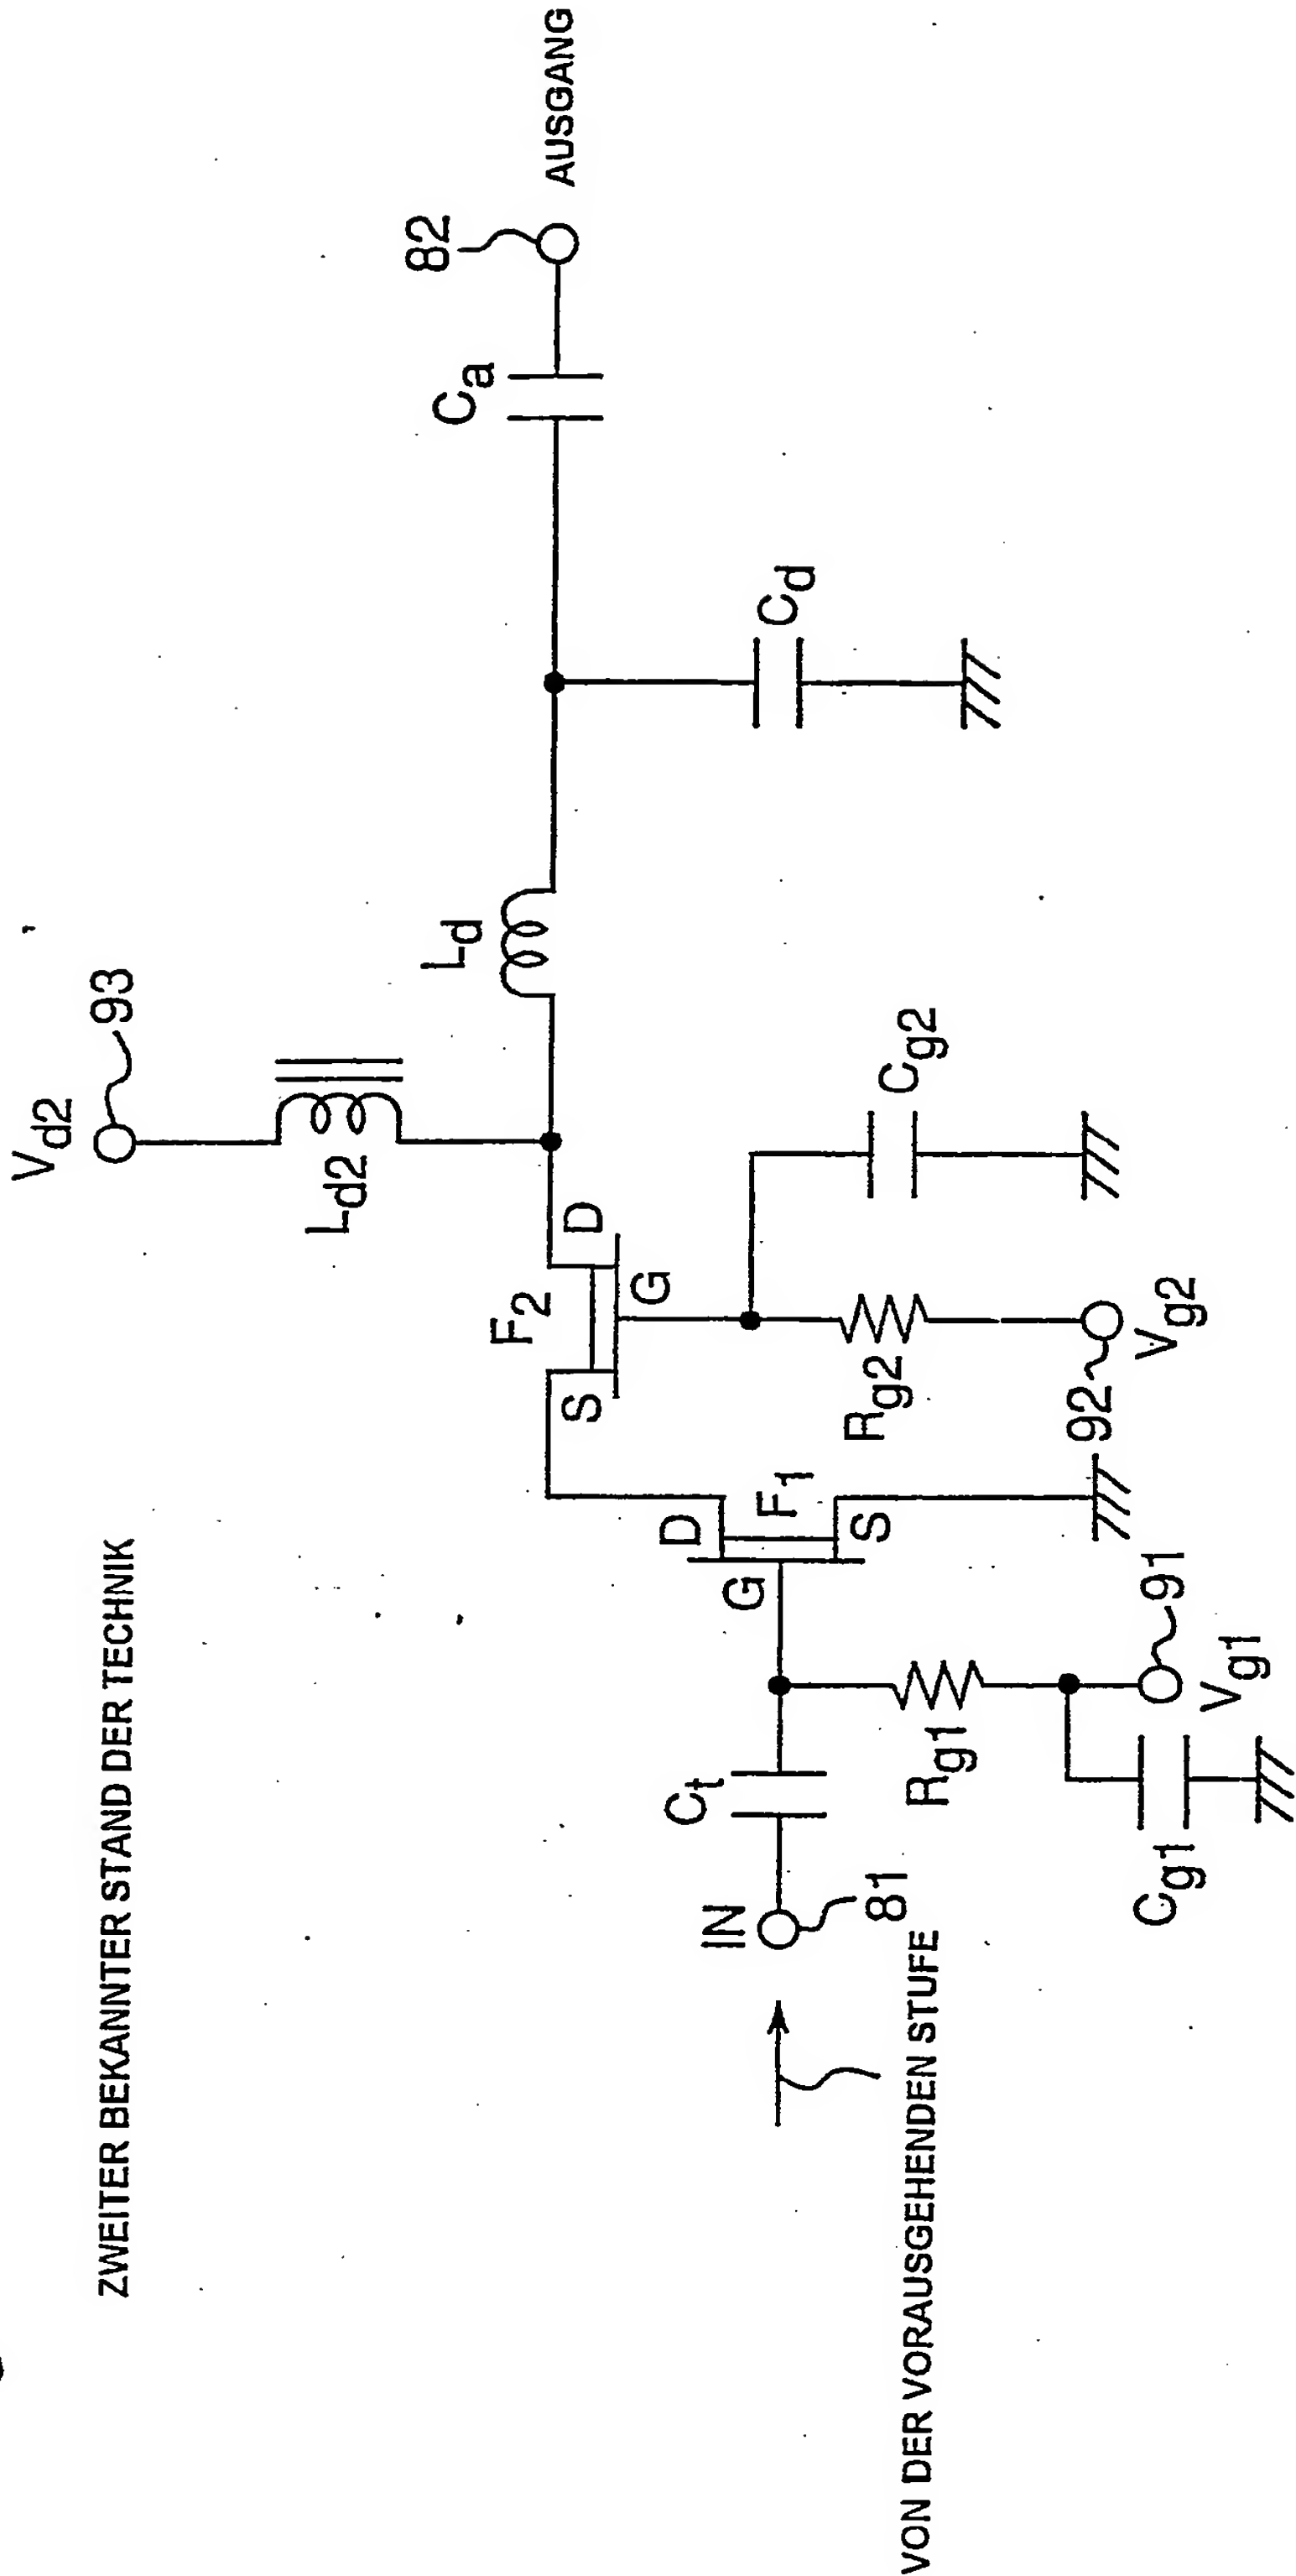 ZWEITER BEKANNTER STAND DER TECHNIK
Vd2
93
Ld2
Ld
Ca
82
AUSGANG
F2
S
D
G
Cd
Cg2
Rg2
92
Vg2
D
F1
G
S
IN
Ct
81
Rg1
91
Vg1
Cg1
VON DER VORAUSGEHENDEN STUFE